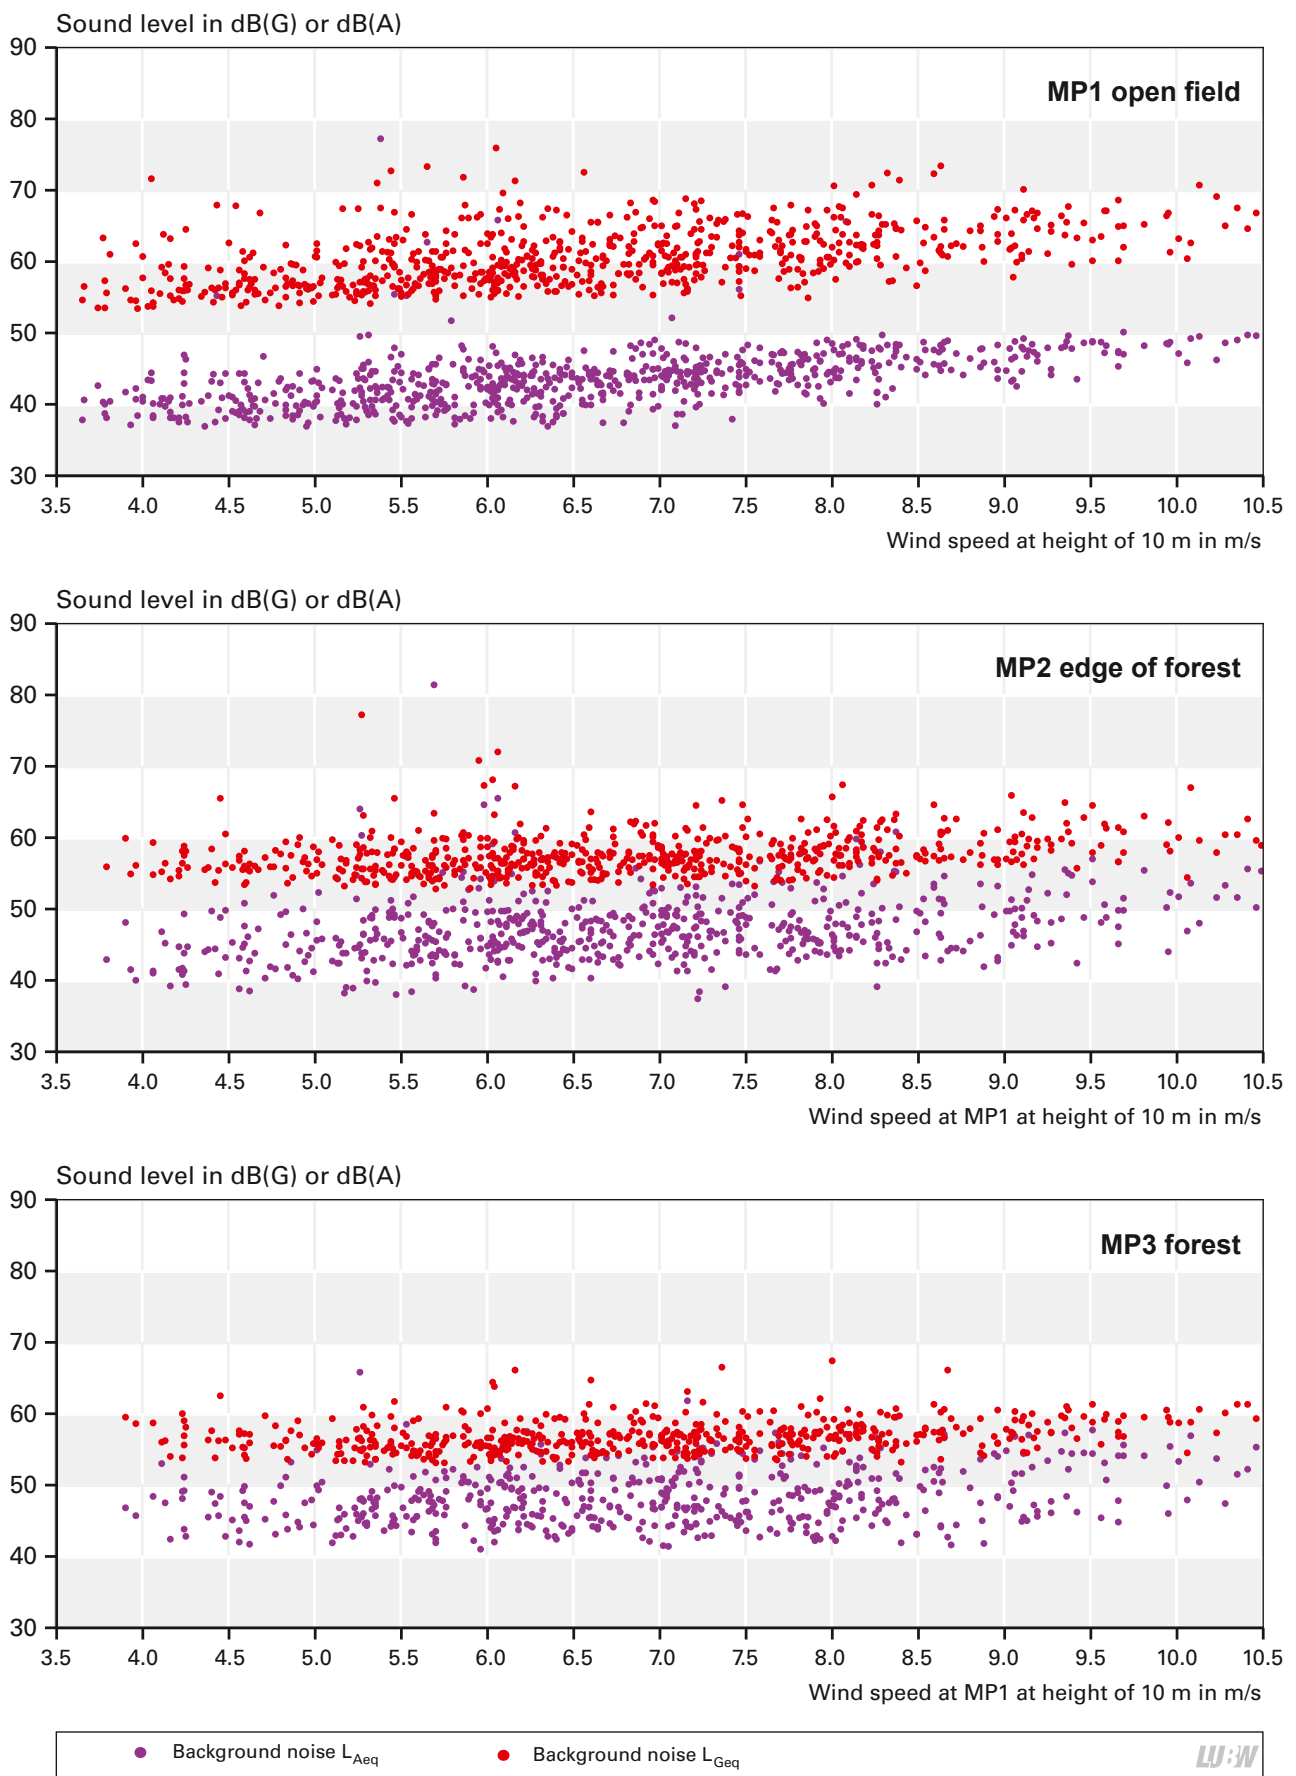 Sound level in dB(G) or dB(A)
90
MP1 open field
80
70
60
50
40
30
3.5 4.0 4.5 5.0 5.5 6.0 6.5 7.0 7.5 8.0 8.5 9.0 9.5 10.0 10.5
Wind speed at height of 10 m in m/s
Sound level in dB(G) or dB(A)
90
MP2 edge of forest
80
70
60
50
40
30
3.5 4.0 4.5 5.0 5.5 6.0 6.5 7.0 7.5 8.0 8.5 9.0 9.5 10.0 10.5
Wind speed at MP1 at height of 10 m in m/s
Sound level in dB(G) or dB(A)
90
MP3 forest
80
70
60
50
40
30
3.5 4.0 4.5 5.0 5.5 6.0 6.5 7.0 7.5 8.0 8.5 9.0 9.5 10.0 10.5
Wind speed at MP1 at height of 10 m in m/s
Background noise LAeq Background noise LGeq LUBW